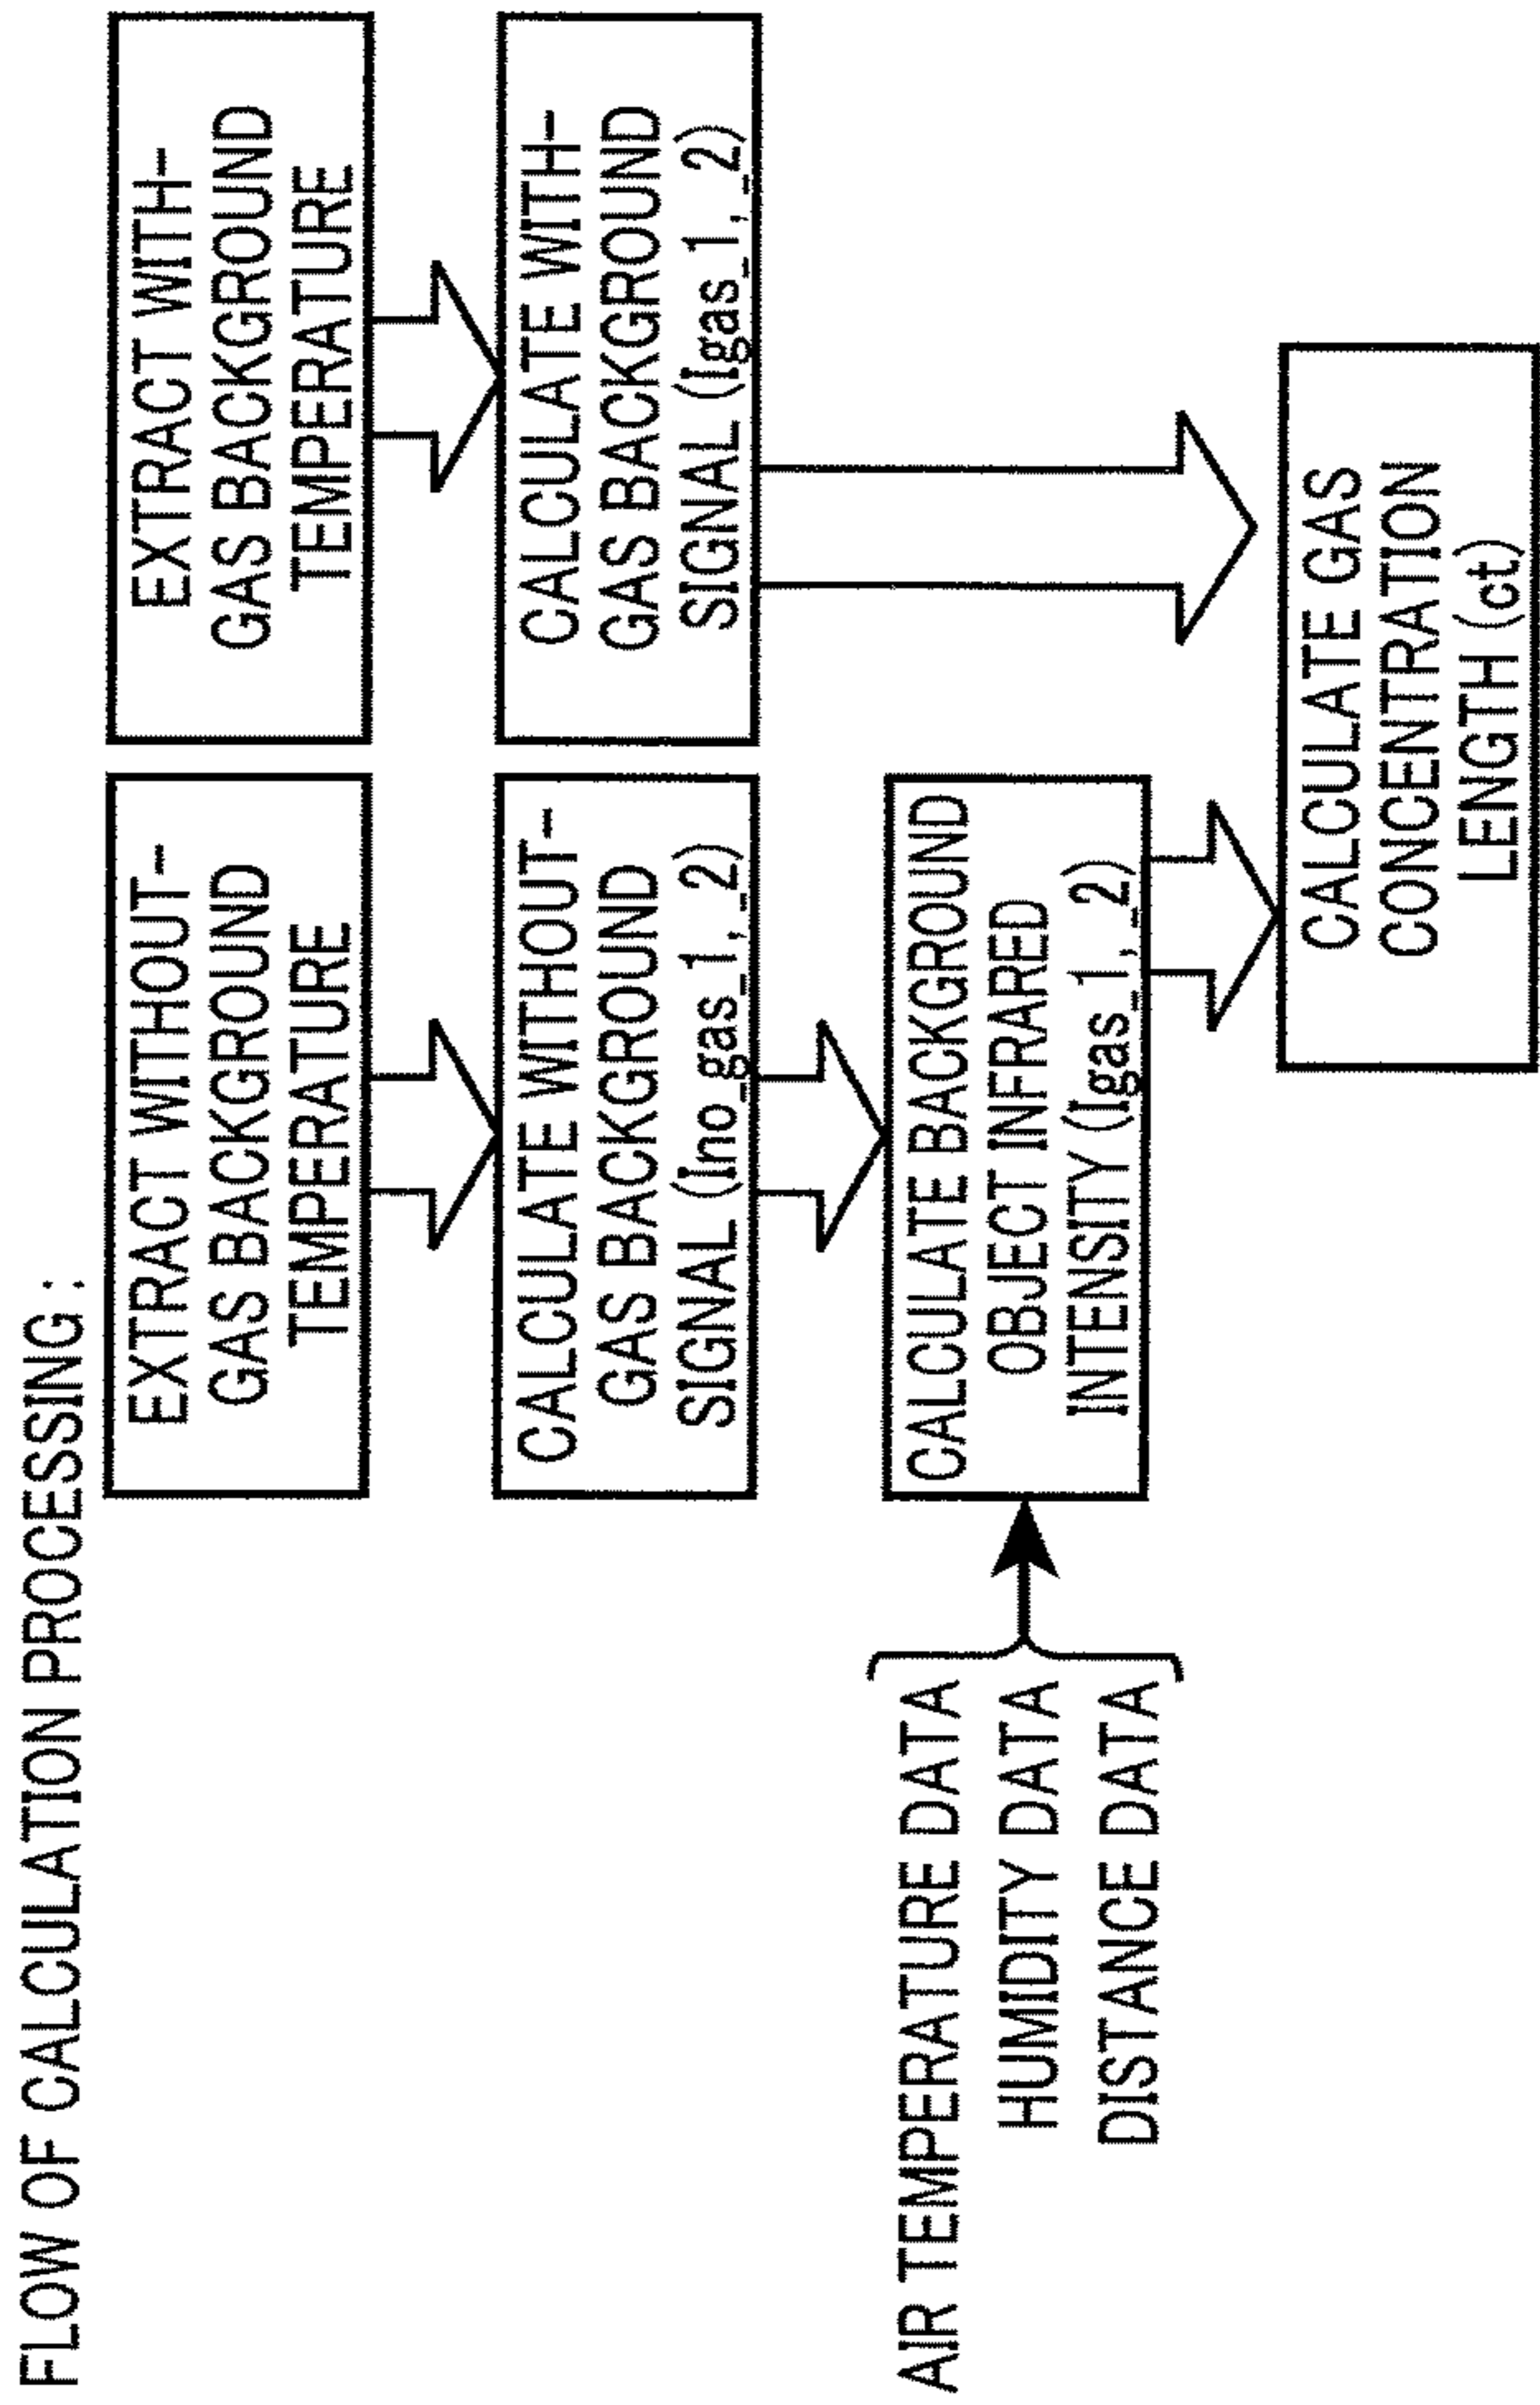 FLOW OF CALCULATION PROCESSING :
EXTRACT WITHOUT-
GAS BACKGROUND
TEMPERATURE
EXTRACT WITH-
GAS BACKGROUND
TEMPERATURE
CALCULATE WITHOUT-
GAS BACKGROUND
SIGNAL (Ino_gas_1, _2)
CALCULATE WITH-
GAS BACKGROUND
SIGNAL (Igas_1, _2)
AIR TEMPERATURE DATA
HUMIDITY DATA
DISTANCE DATA
CALCULATE BACKGROUND
OBJECT INFRARED
INTENSITY (Igas_1, _2)
CALCULATE GAS
CONCENTRATION
LENGTH (ct)